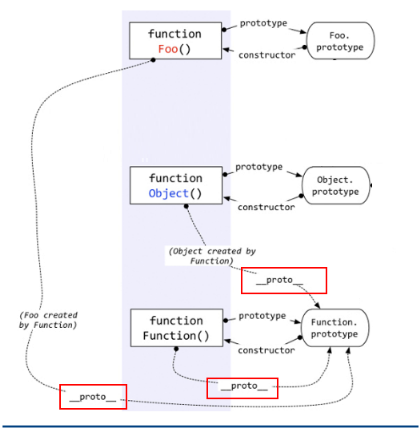 function
Foo()
prototype
constructor
Foo.
prototype
function
Object()
prototype
constructor
Object.
prototype
(Object created by
Function)
__proto__
(Foo created
by Function)
function
Function()
prototype
constructor
Function.
prototype
__proto__
__proto__